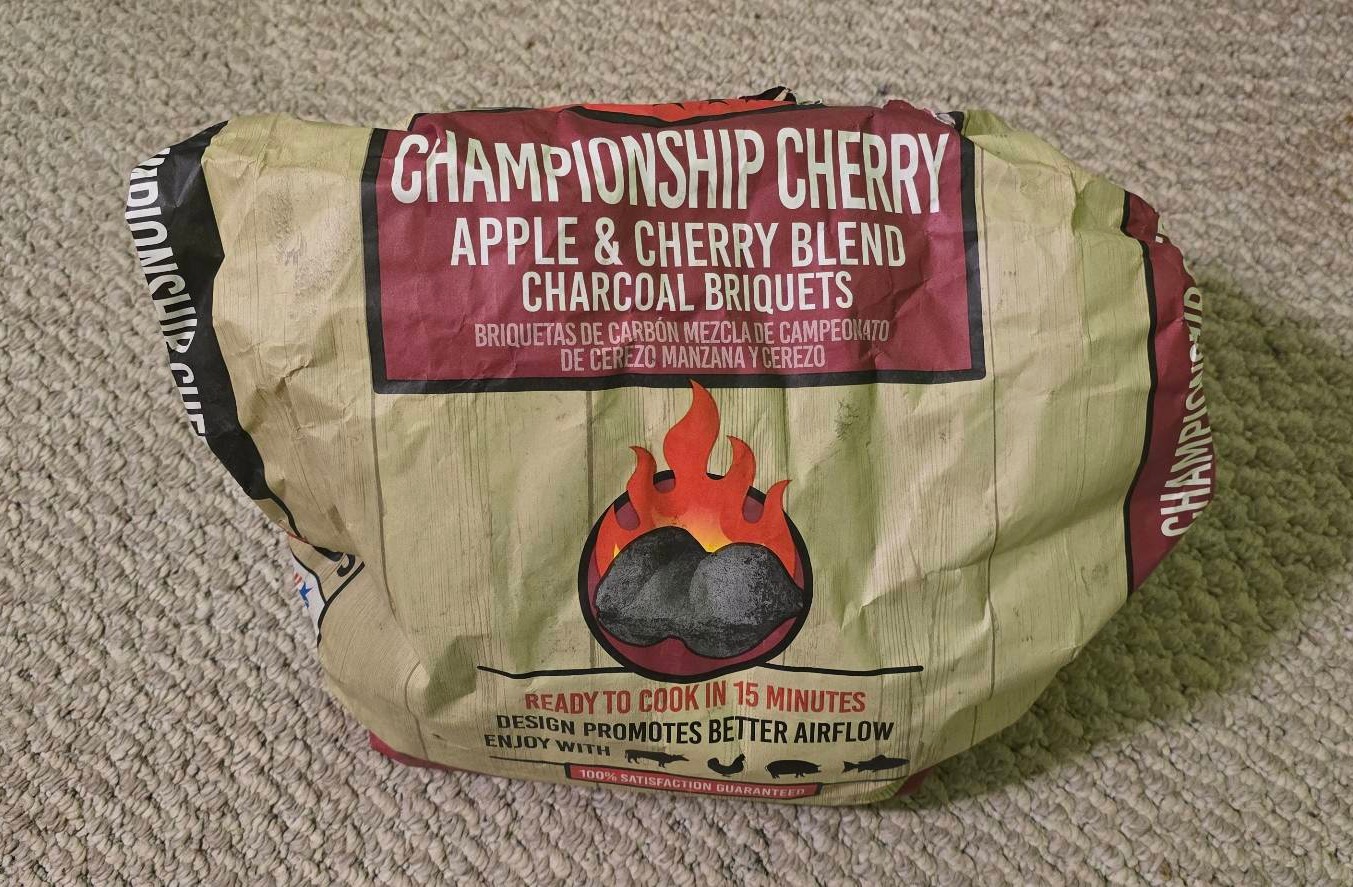 CHAMPIONSHIP CHERRY
APPLE & CHERRY BLEND
CHARCOAL BRIQUETS
BRIQUETAS DE CARBÓN MEZCLA DE CAMPEONATO
DE CEREZO MANZANA Y CEREZO
READY TO COOK IN 15 MINUTES
DESIGN PROMOTES BETTER AIRFLOW
ENJOY WITH
100% SATISFACTION GUARANTEED
CHAMPIONSHIP